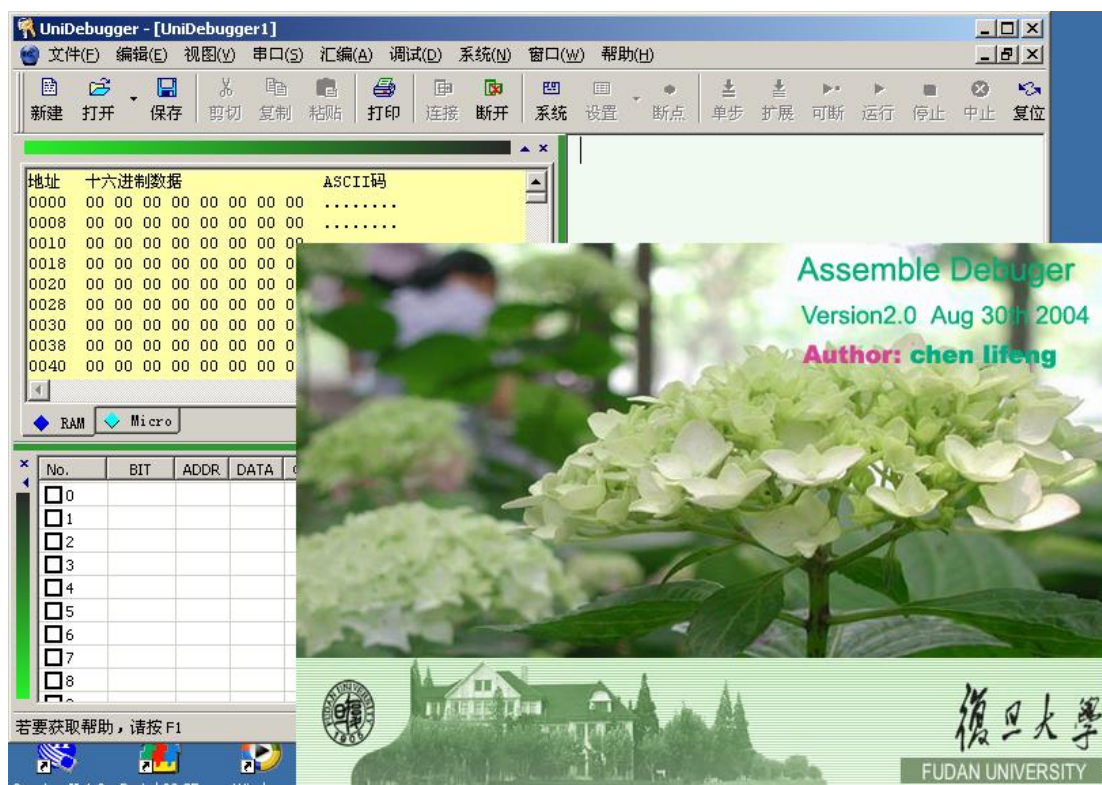 UniDebugger - [UniDebugger1]
文件(F) 编辑(E) 视图(V) 串口(S) 汇编(A) 调试(D) 系统(N) 窗口(W) 帮助(H)
新建 打开 保存 剪切 复制 粘贴 打印 连接 断开 系统 设置 断点 单步 扩展 可断 运行 停止 中止 复位
地址 十六进制数据 ASCII码
0000 00 00 00 00 00 00 00 00 ........
0008 00 00 00 00 00 00 00 00 ........
0010 00 00 00 00 00 00 00 00
0018 00 00 00 00 00 00 00 0
0020 00 00 00 00 00 00 00 0
0028 00 00 00 00 00 00 00 0
0030 00 00 00 00 00 00 00 0
0038 00 00 00 00 00 00 00 0
0040 00 00 00 00 00 00 00 0
RAM Micro
No. BIT ADDR DATA
0
1
2
3
4
5
6
7
8
若要获取帮助，请按F1
Assemble Debuger
Version2.0 Aug 30th 2004
Author: chen lifeng
復旦大學
FUDAN UNIVERSITY